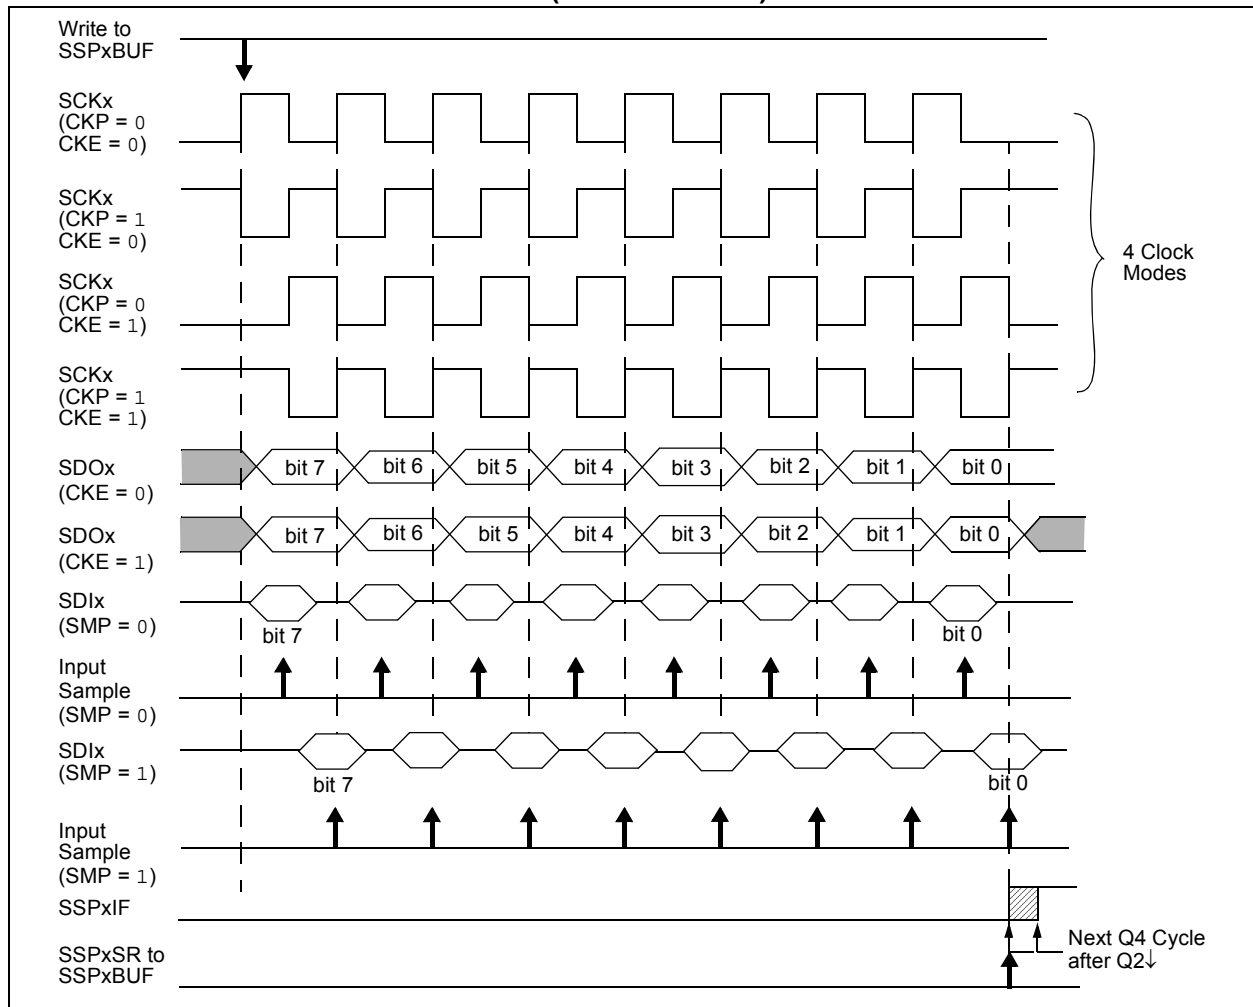 Write to
SSPxBUF
SCKx
(CKP = 0
CKE = 0)
SCKx
(CKP = 1
CKE = 0)
SCKx
(CKP = 0
CKE = 1)
SCKx
(CKP = 1
CKE = 1)
4 Clock
Modes
SDOx
(CKE = 0)
bit 7 bit 6 bit 5 bit 4 bit 3 bit 2 bit 1 bit 0
SDOx
(CKE = 1)
bit 7 bit 6 bit 5 bit 4 bit 3 bit 2 bit 1 bit 0
SDIx
(SMP = 0)
bit 7 bit 0
Input
Sample
(SMP = 0)
SDIx
(SMP = 1)
bit 7 bit 0
Input
Sample
(SMP = 1)
SSPxIF
SSPxSR to
SSPxBUF
Next Q4 Cycle
after Q2↓